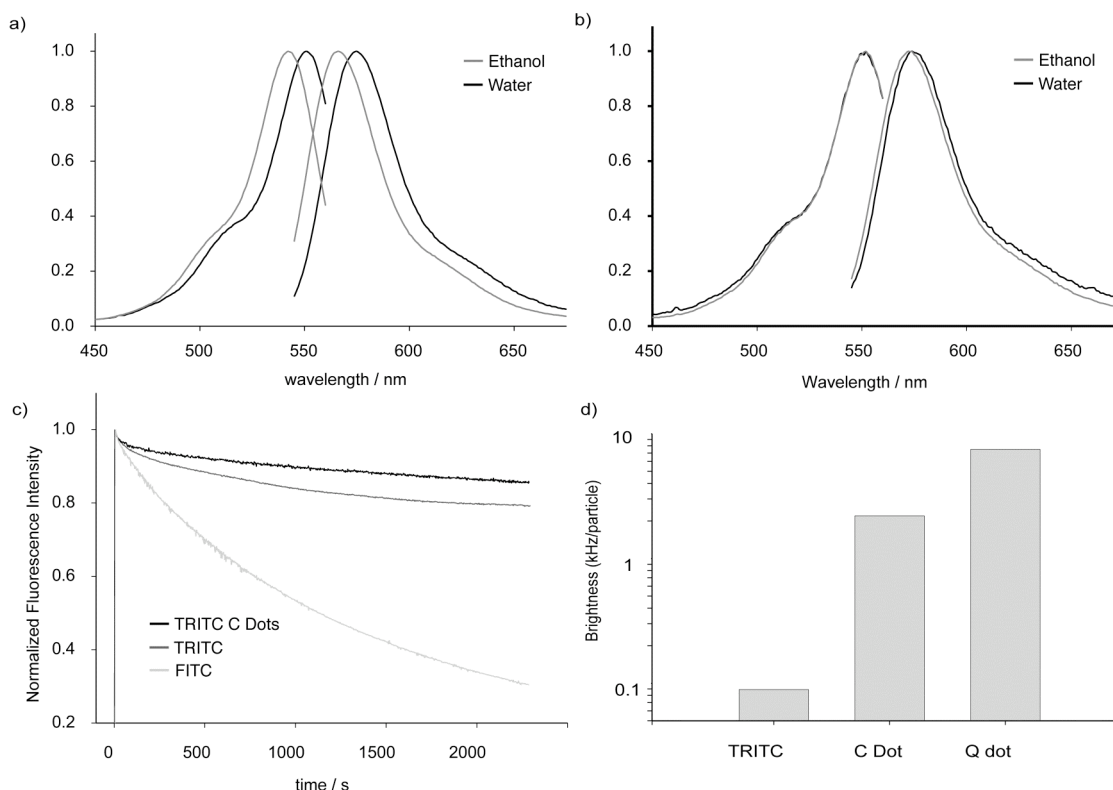 a)
1.0
0.8
0.6
0.4
0.2
0.0
450 500 550 600 650
wavelength / nm
Ethanol
Water
b)
1.0
0.8
0.6
0.4
0.2
0.0
450 500 550 600 650
Wavelength / nm
Ethanol
Water
c)
Normalized Fluorescence Intensity
1.0
0.8
0.6
0.4
0.2
TRITC C Dots
TRITC
FITC
0 500 1000 1500 2000
time / s
d)
Brightness (kHz/particle)
10
1
0.1
TRITC C Dot Q dot